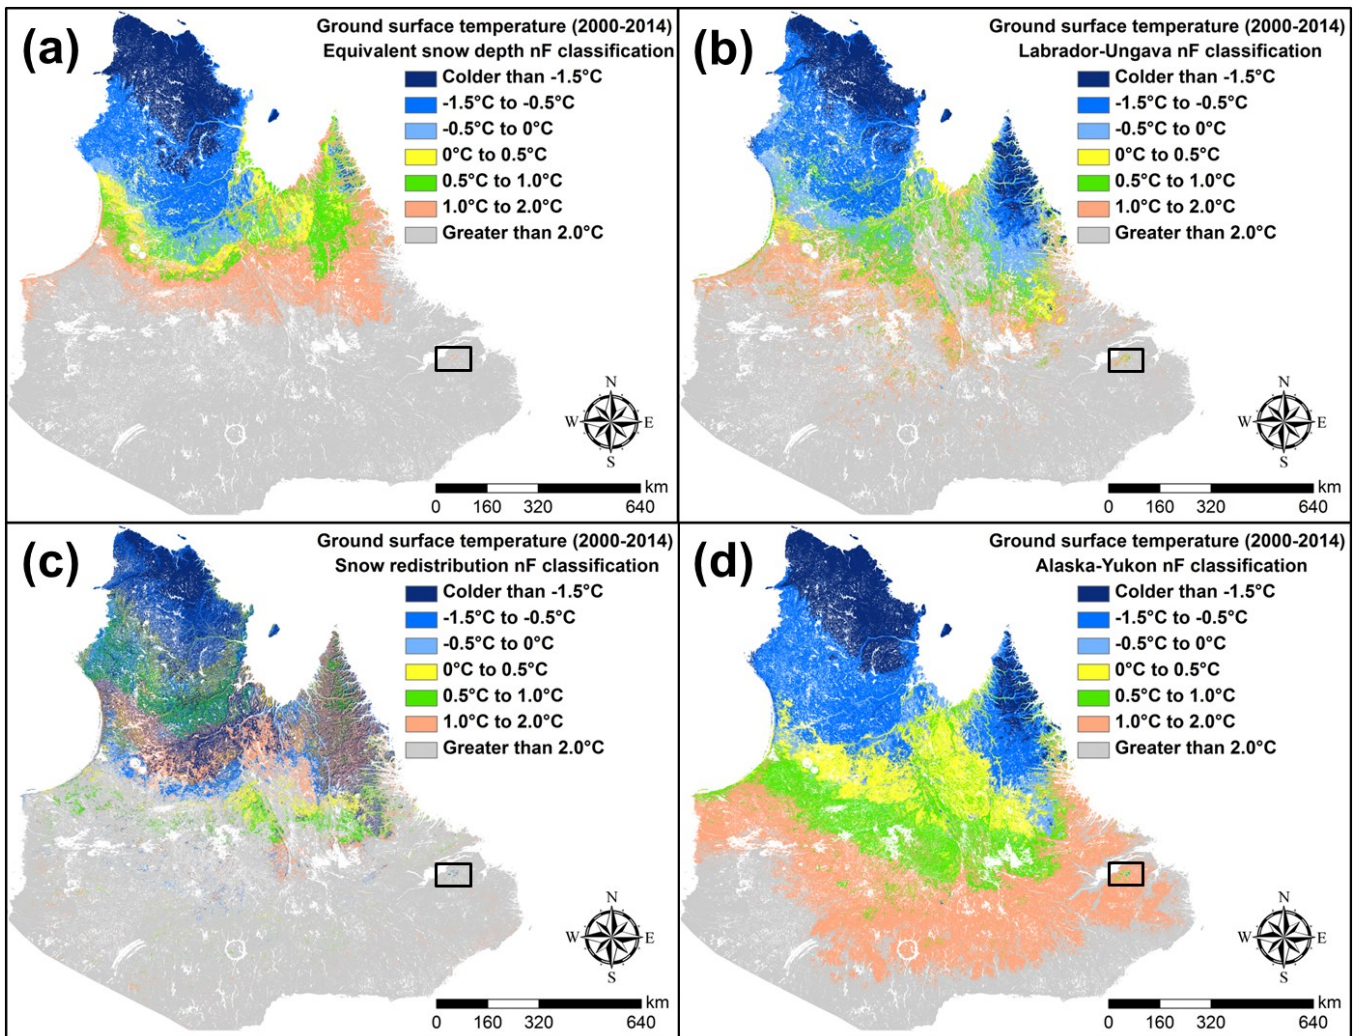 (a)
Ground surface temperature (2000-2014)
Equivalent snow depth nF classification
Colder than -1.5°C
-1.5°C to -0.5°C
-0.5°C to 0°C
0°C to 0.5°C
0.5°C to 1.0°C
1.0°C to 2.0°C
Greater than 2.0°C
N
W E
S
km
0 160 320 640
(b)
Ground surface temperature (2000-2014)
Labrador-Ungava nF classification
Colder than -1.5°C
-1.5°C to -0.5°C
-0.5°C to 0°C
0°C to 0.5°C
0.5°C to 1.0°C
1.0°C to 2.0°C
Greater than 2.0°C
N
W E
S
km
0 160 320 640
(c)
Ground surface temperature (2000-2014)
Snow redistribution nF classification
Colder than -1.5°C
-1.5°C to -0.5°C
-0.5°C to 0°C
0°C to 0.5°C
0.5°C to 1.0°C
1.0°C to 2.0°C
Greater than 2.0°C
N
W E
S
km
0 160 320 640
(d)
Ground surface temperature (2000-2014)
Alaska-Yukon nF classification
Colder than -1.5°C
-1.5°C to -0.5°C
-0.5°C to 0°C
0°C to 0.5°C
0.5°C to 1.0°C
1.0°C to 2.0°C
Greater than 2.0°C
N
W E
S
km
0 160 320 640